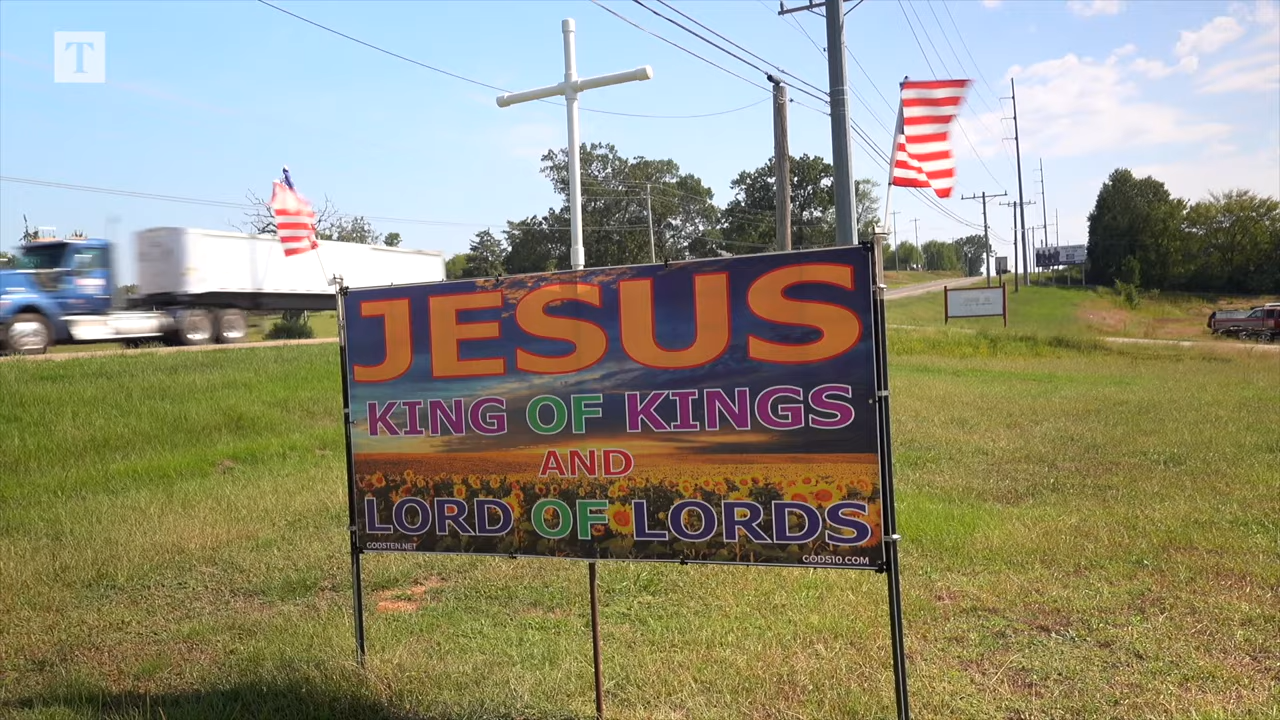 T
JESUS
KING OF KINGS
AND
LORD OF LORDS
GODSTEN.NET
GODS10.COM